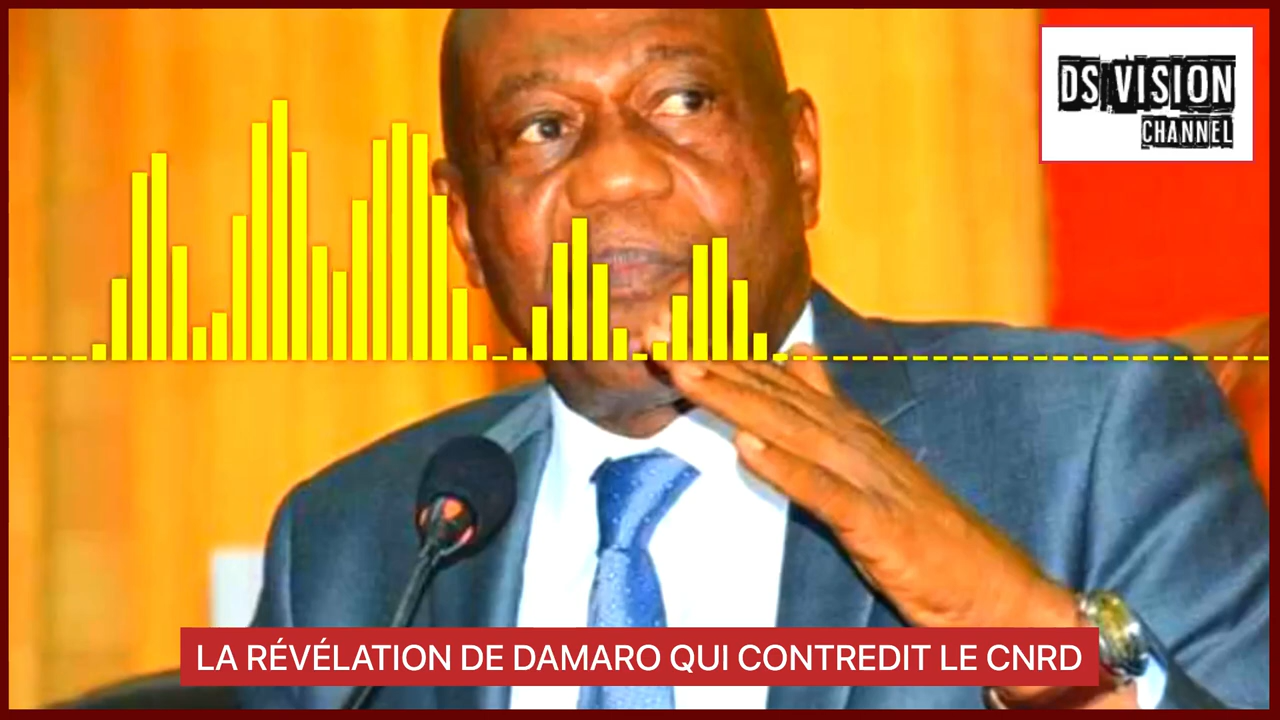 DS VISION
CHANNEL
LA RÉVÉLATION DE DAMARO QUI CONTREDIT LE CNRD